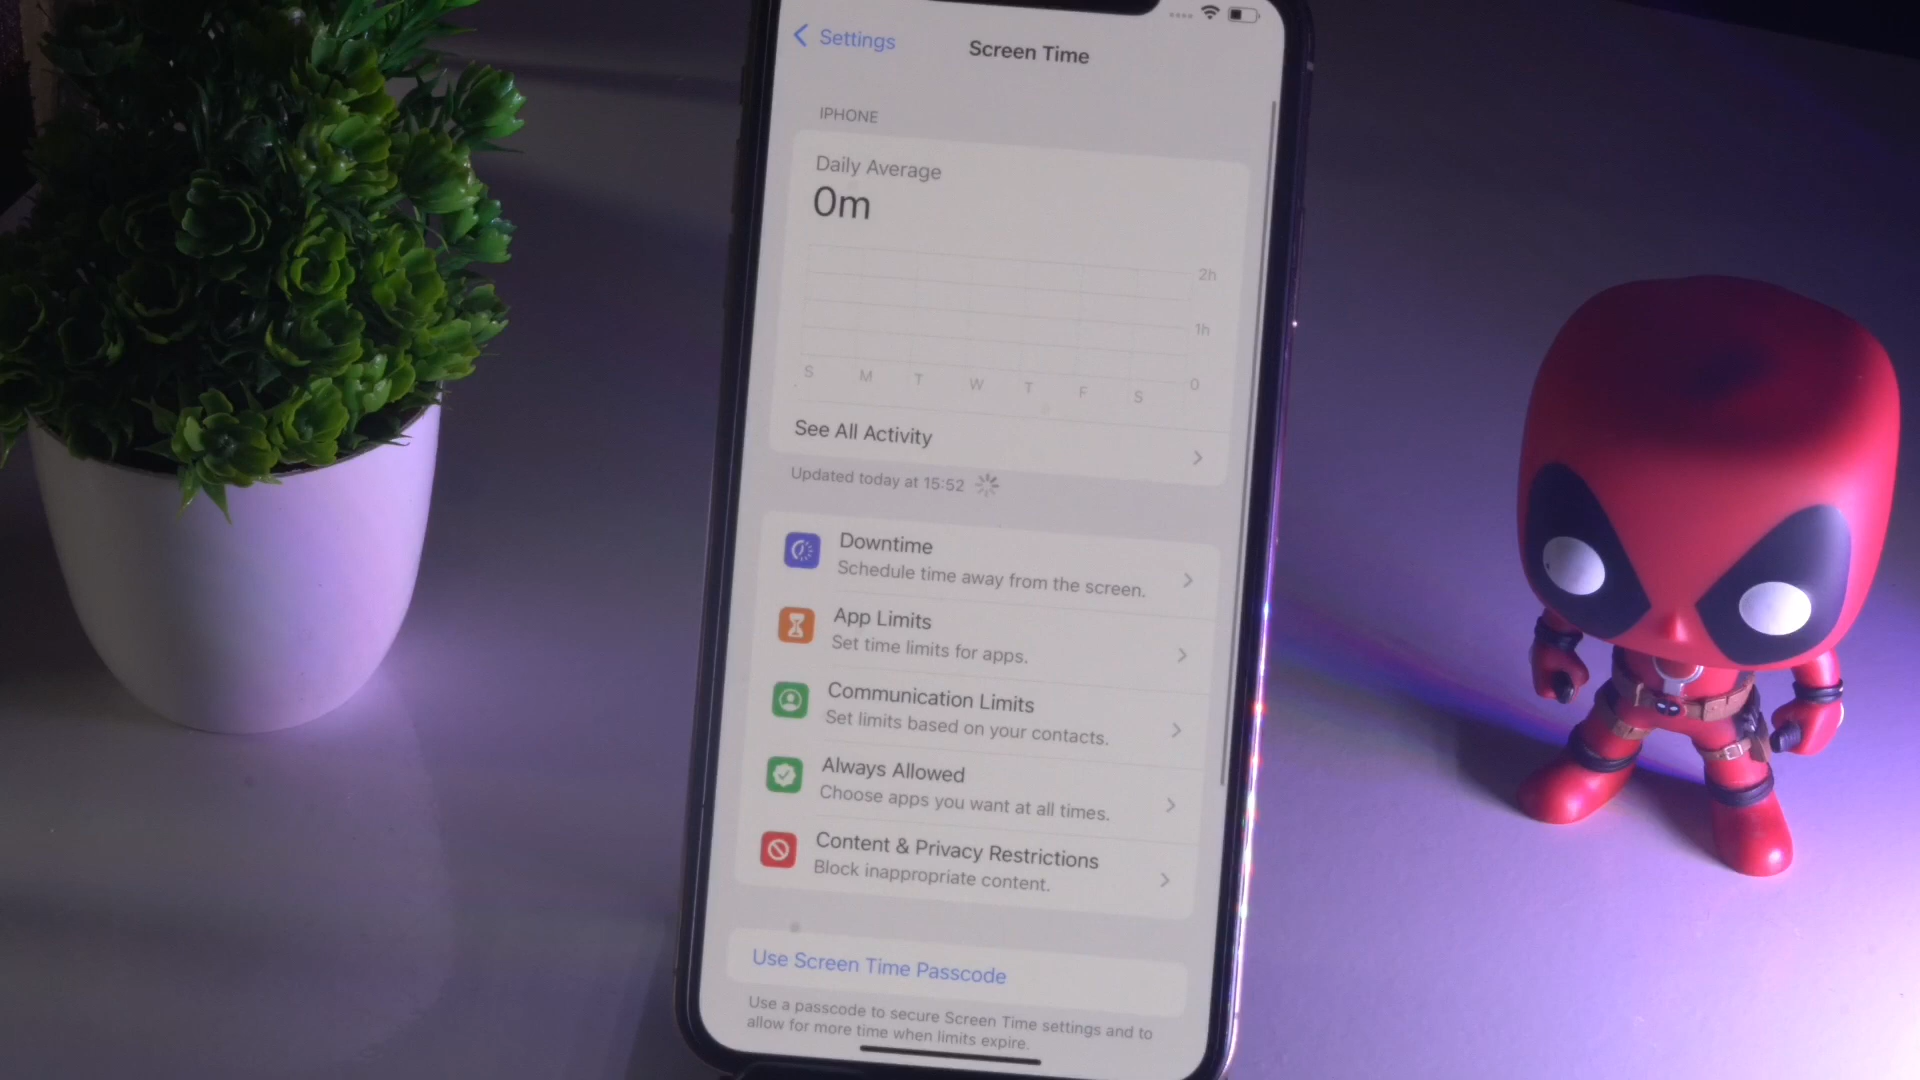 Settings
Screen Time
IPHONE
Daily Average
0m
2h
1h
0
S M T W T F S
See All Activity
Updated today at 15:52
Downtime
Schedule time away from the screen.
App Limits
Set time limits for apps.
Communication Limits
Set limits based on your contacts.
Always Allowed
Choose apps you want at all times.
Content & Privacy Restrictions
Block inappropriate content.
Use Screen Time Passcode
Use a passcode to secure Screen Time settings and to
allow for more time when limits expire.